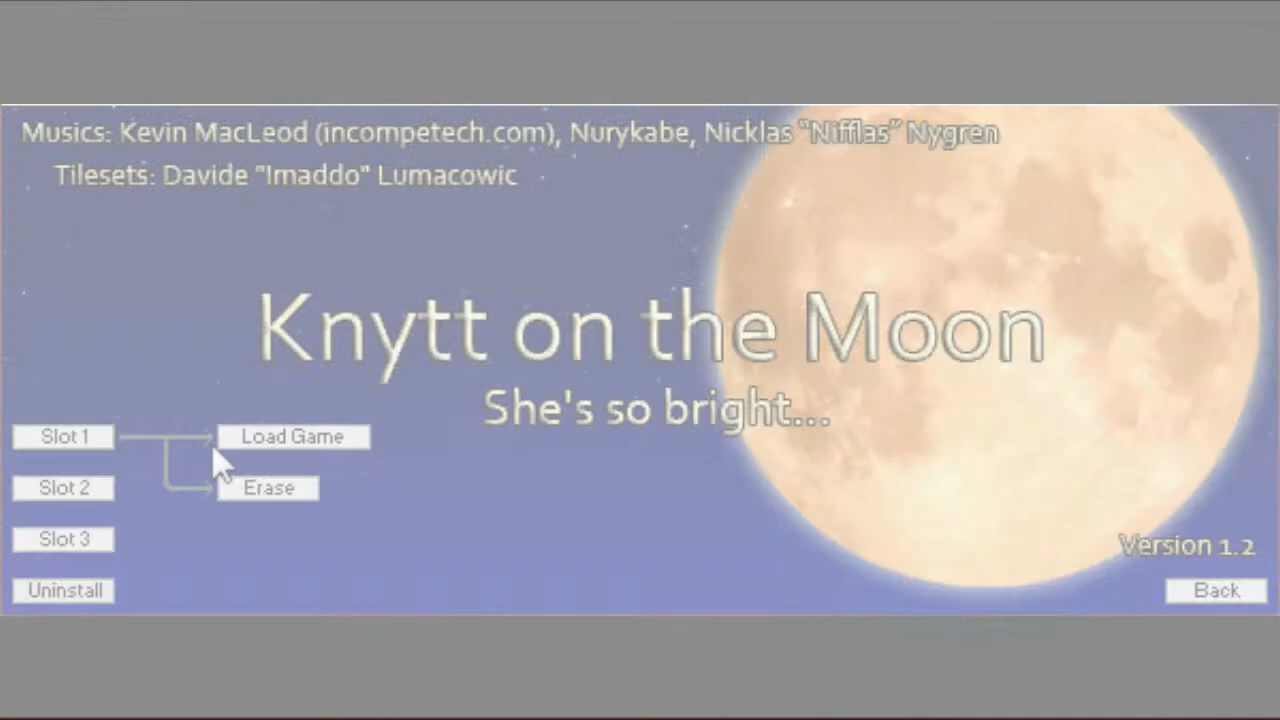 Musics: Kevin MacLeod (incompetech.com), Nurykabe, Nicklas "Nifflas" Nygren
Tilesets: Davide "Imaddo" Lumacowic
Knytt on the Moon
She's so bright...
Slot 1
Load Game
Slot 2
Erase
Slot 3
Version 1.2
Uninstall
Back